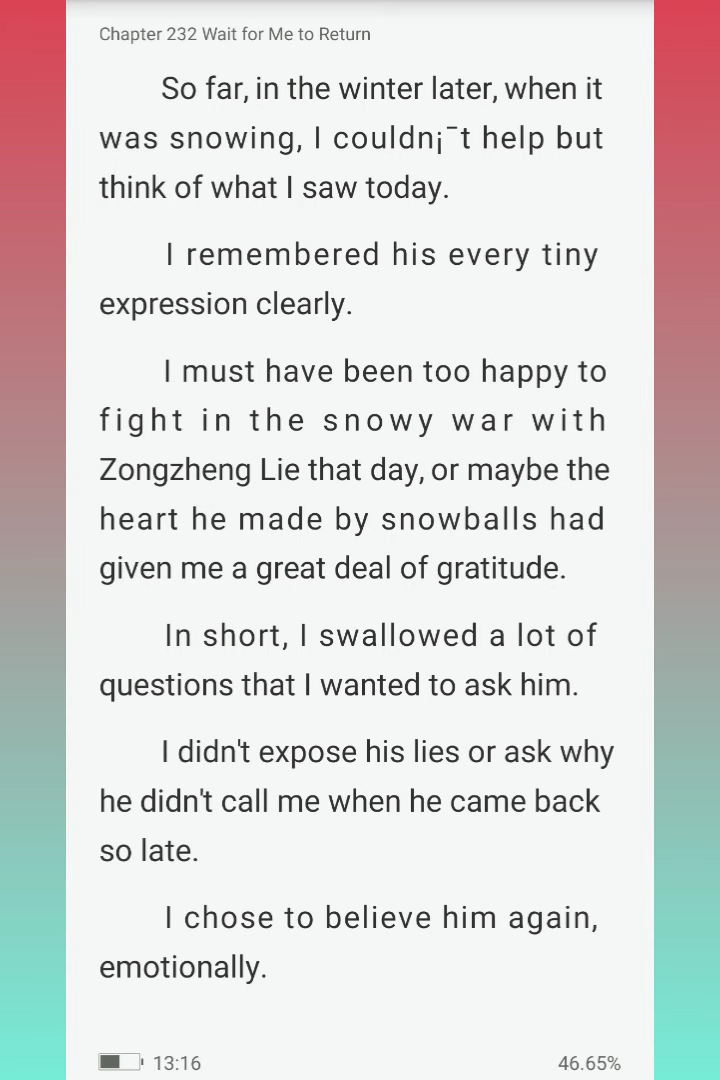 Chapter 232 Wait for Me to Return
So far, in the winter later, when it
was snowing, I couldn¡¯t help but
think of what I saw today.
I remembered his every tiny
expression clearly.
I must have been too happy to
fight in the snowy war with
Zongzheng Lie that day, or maybe the
heart he made by snowballs had
given me a great deal of gratitude.
In short, I swallowed a lot of
questions that I wanted to ask him.
I didn't expose his lies or ask why
he didn't call me when he came back
so late.
I chose to believe him again,
emotionally.
13:16
46.65%